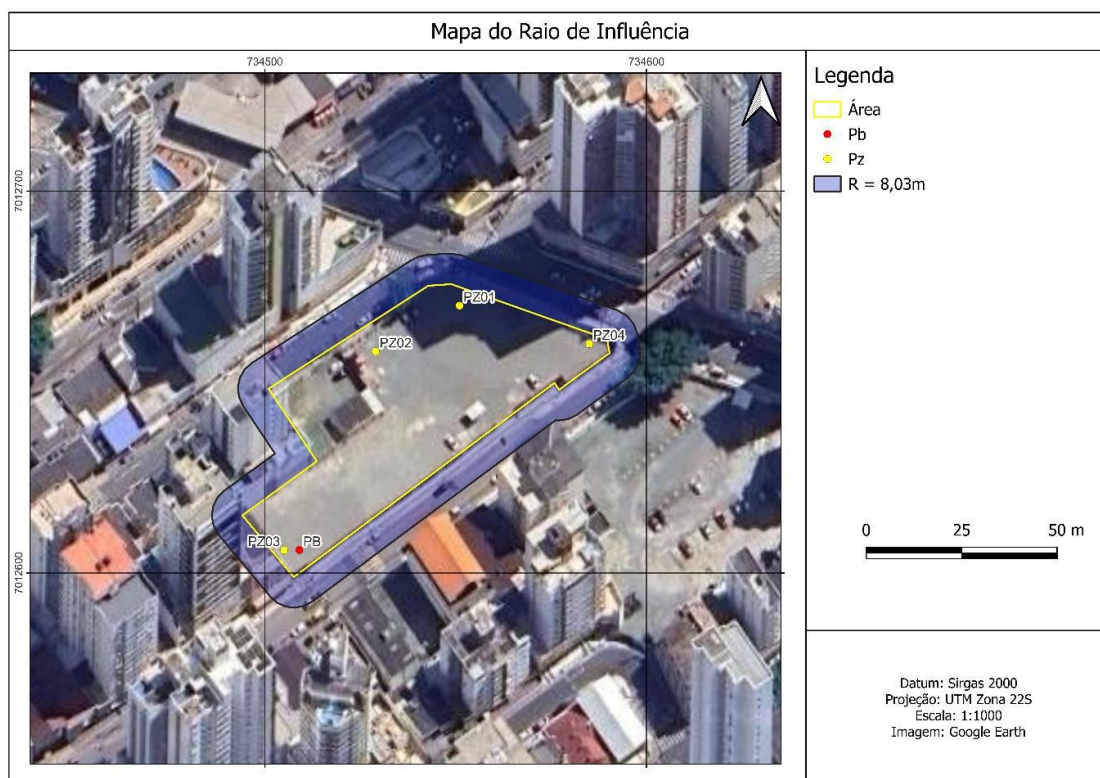 Mapa do Raio de Influência
734500
734600
7012700
7012600
PZ01
PZ02
PZ04
PZ03
PB
Legenda
Área
Pb
Pz
R = 8,03m
0 25 50 m
Datum: Sirgas 2000
Projeção: UTM Zona 22S
Escala: 1:1000
Imagem: Google Earth